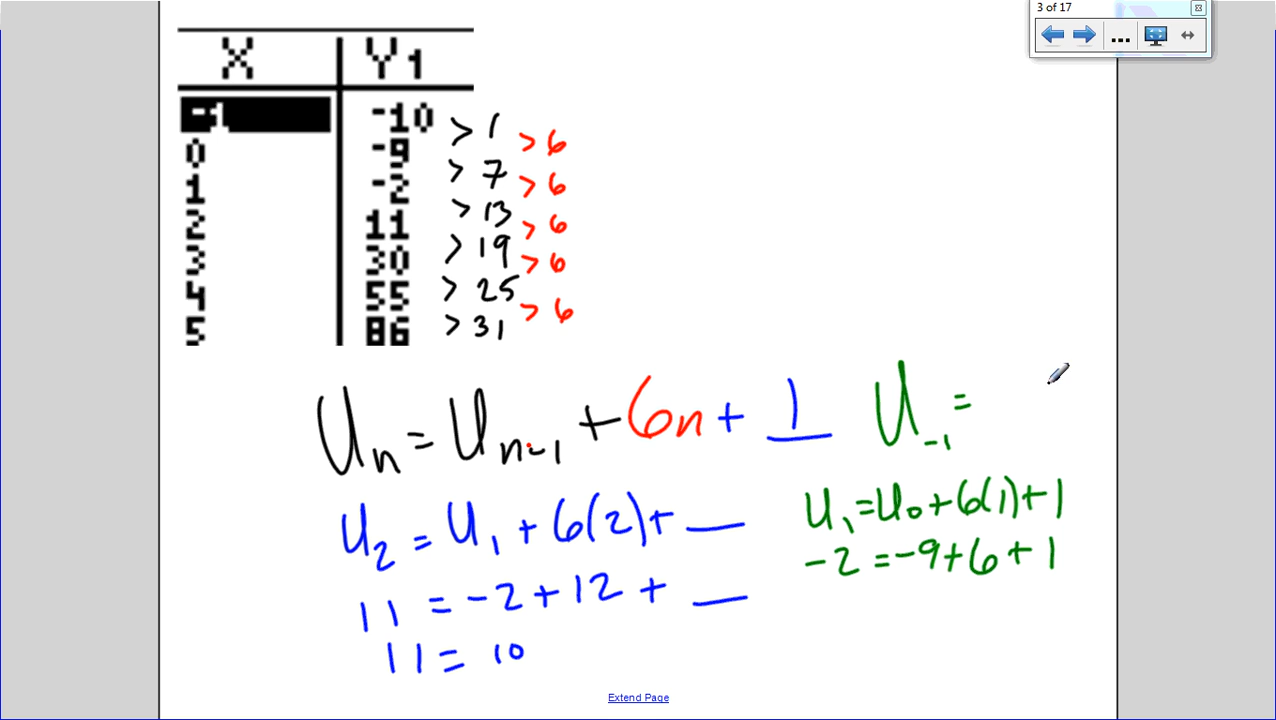 3 of 17
X Y1
-1 -10
0 -9
1 -2
2 11
3 30
4 55
5 86
> 1 > 6
> 7 > 6
> 13 > 6
> 19 > 6
> 25 > 6
> 31
Un = Un-1 + 6n + 1
U-1 =
U2 = U1 + 6(2) + __
11 = -2 + 12 + __
11 = 10
U1 = U0 + 6(1) + 1
-2 = -9 + 6 + 1
Extend Page